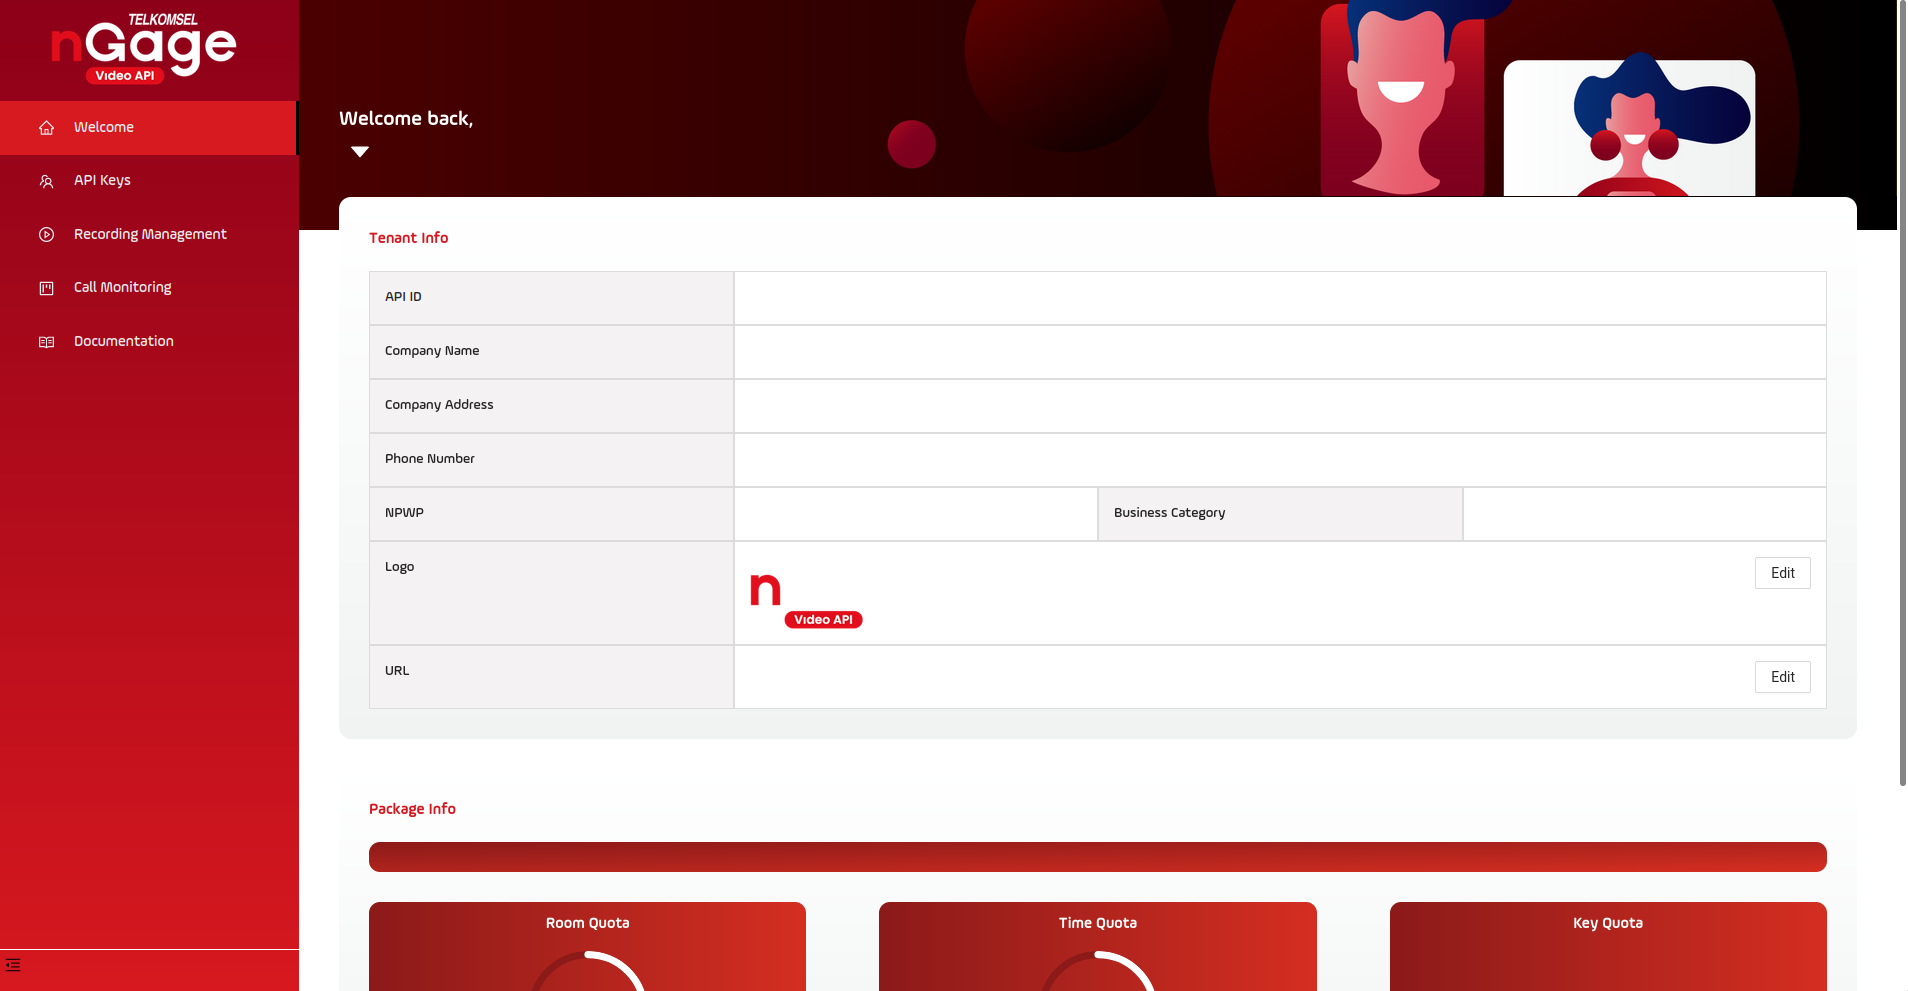 TELKOMSEL
nGage
Video API
Welcome
API Keys
Recording Management
Call Monitoring
Documentation
Welcome back,
Tenant Info
API ID
Company Name
Company Address
Phone Number
NPWP
Business Category
Logo
n
Video API
Edit
URL
Edit
Package Info
Room Quota
Time Quota
Key Quota